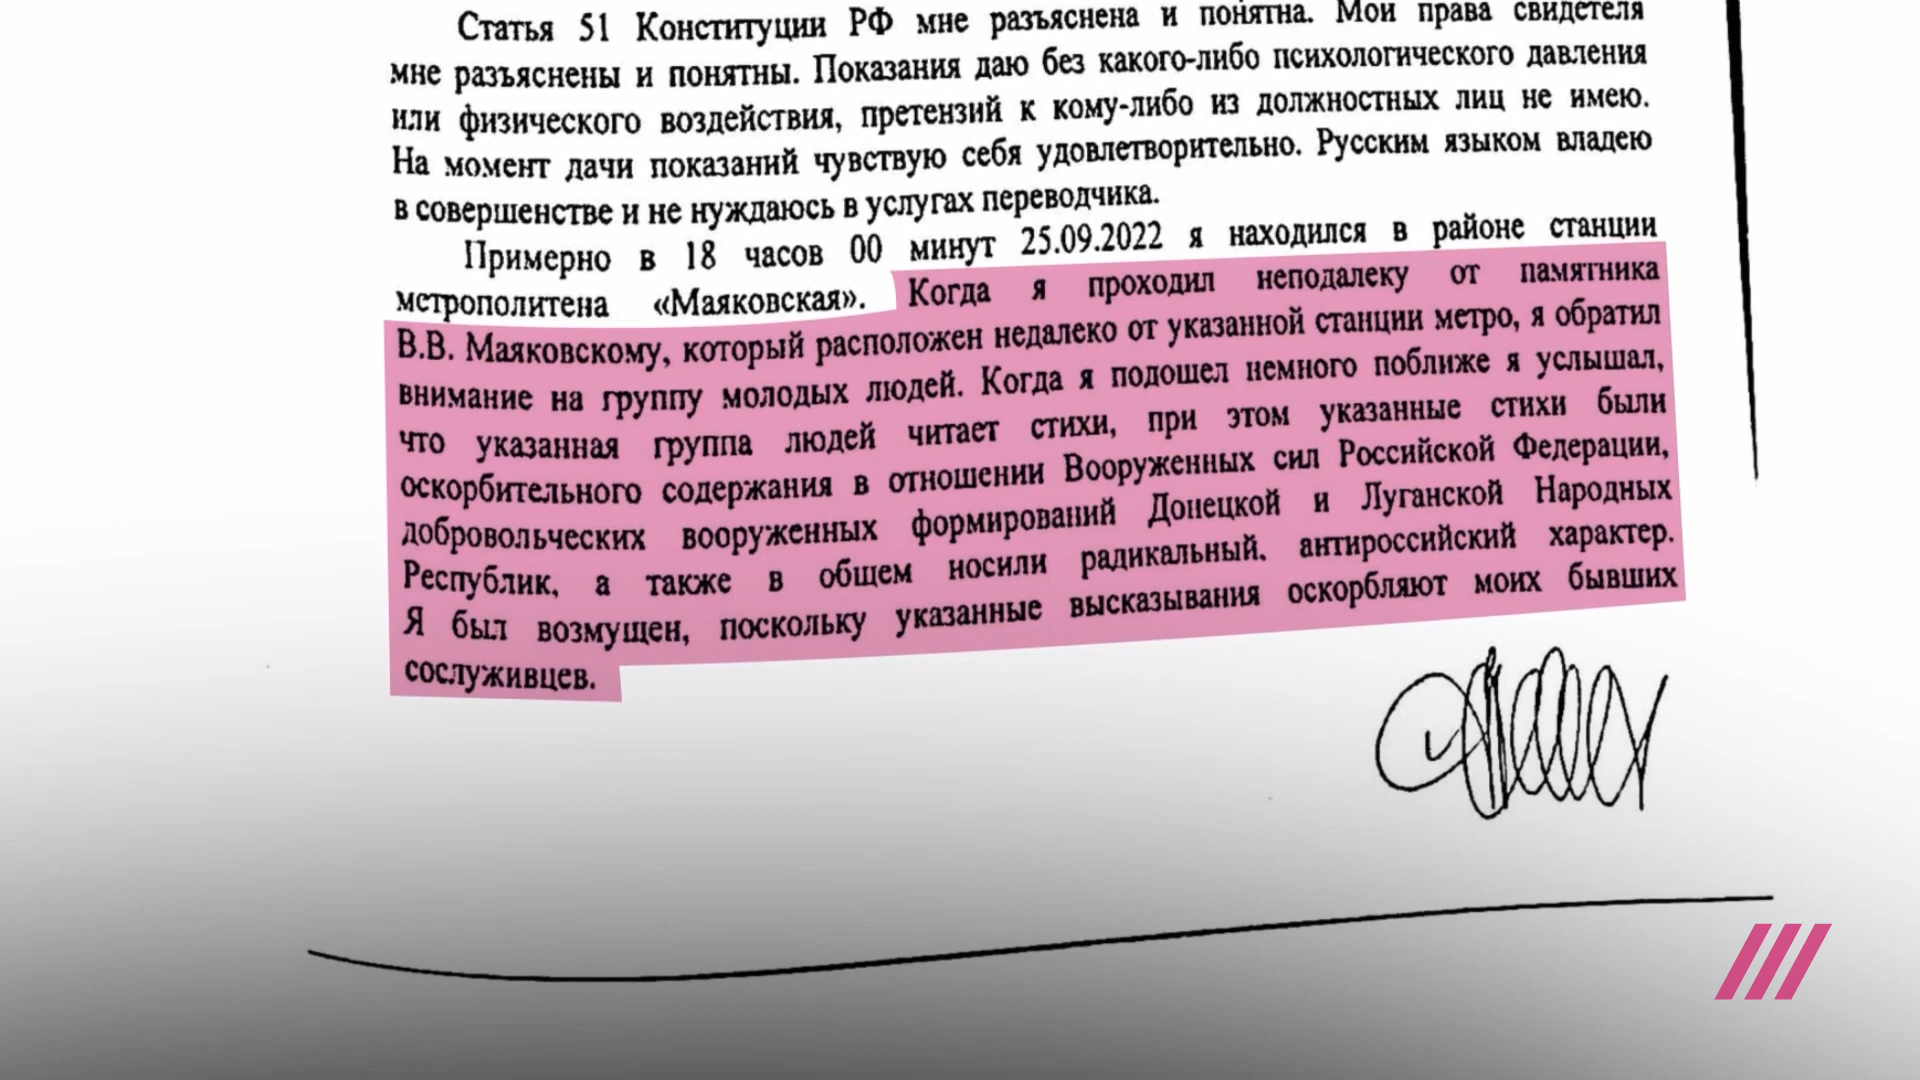 Статья 51 Конституции РФ мне разъяснена и понятна. Мои права свидетеля
мне разъяснены и понятны. Показания даю без какого-либо психологического давления
или физического воздействия, претензий к кому-либо из должностных лиц не имею.
На момент дачи показаний чувствую себя удовлетворительно. Русским языком владею
в совершенстве и не нуждаюсь в услугах переводчика.
Примерно в 18 часов 00 минут 25.09.2022 я находился в районе станции
метрополитена «Маяковская». Когда я проходил неподалеку от памятника
В.В. Маяковскому, который расположен недалеко от указанной станции метро, я обратил
внимание на группу молодых людей. Когда я подошел немного поближе я услышал,
что указанная группа людей читает стихи, при этом указанные стихи были
оскорбительного содержания в отношении Вооруженных сил Российской Федерации,
добровольческих вооруженных формирований Донецкой и Луганской Народных
Республик, а также в общем носили радикальный, антироссийский характер.
Я был возмущен, поскольку указанные высказывания оскорбляют моих бывших
сослуживцев.